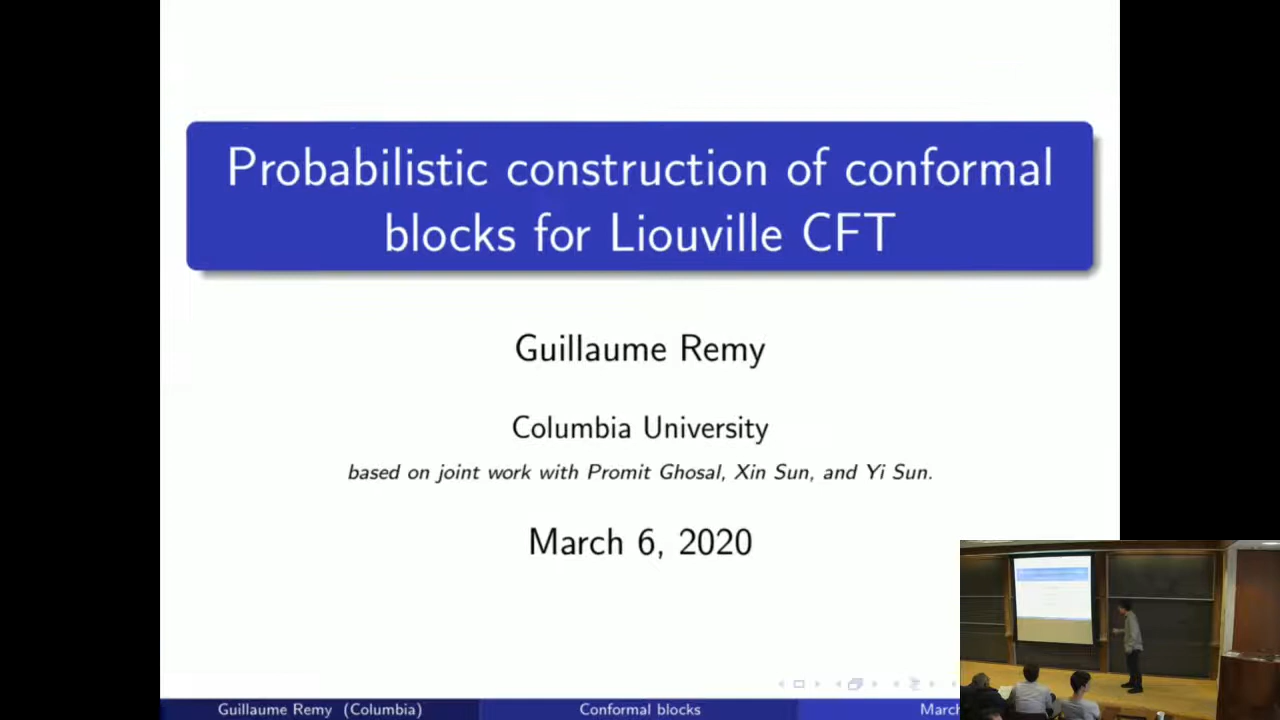 Probabilistic construction of conformal
blocks for Liouville CFT
Guillaume Remy
Columbia University
based on joint work with Promit Ghosal, Xin Sun, and Yi Sun.
March 6, 2020
Guillaume Remy (Columbia)
Conformal blocks
March